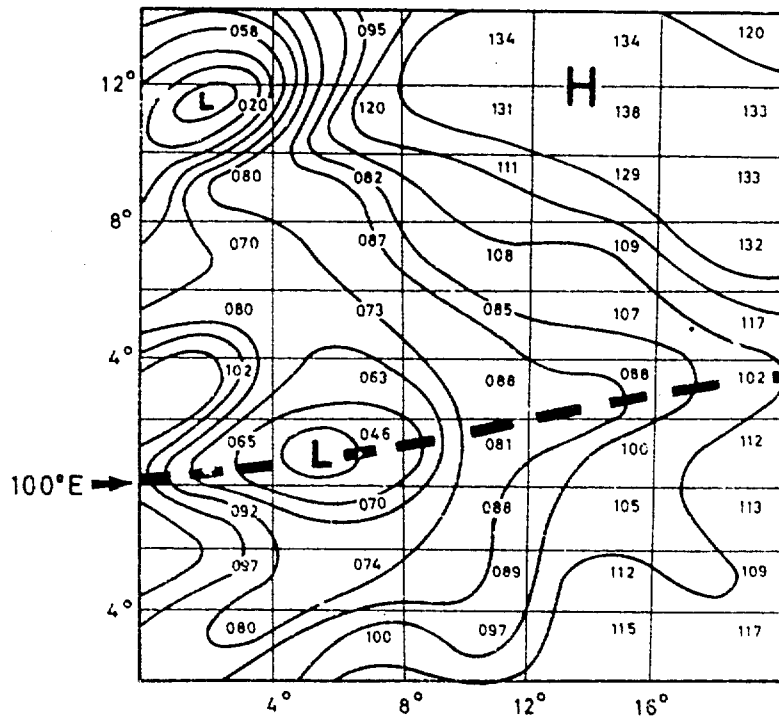 058 095 134 134 120
12° L 020 120 131 H 138 133
080 082 111 129 133
8°
070 087 108 109 132
080 073 085 107 117
4°
102 063 088 088 102
065 L 046 081 100 112
100°E
092 070 088 105 113
097 074 089 112 109
4°
080 100 097 115 117
4° 8° 12° 16°